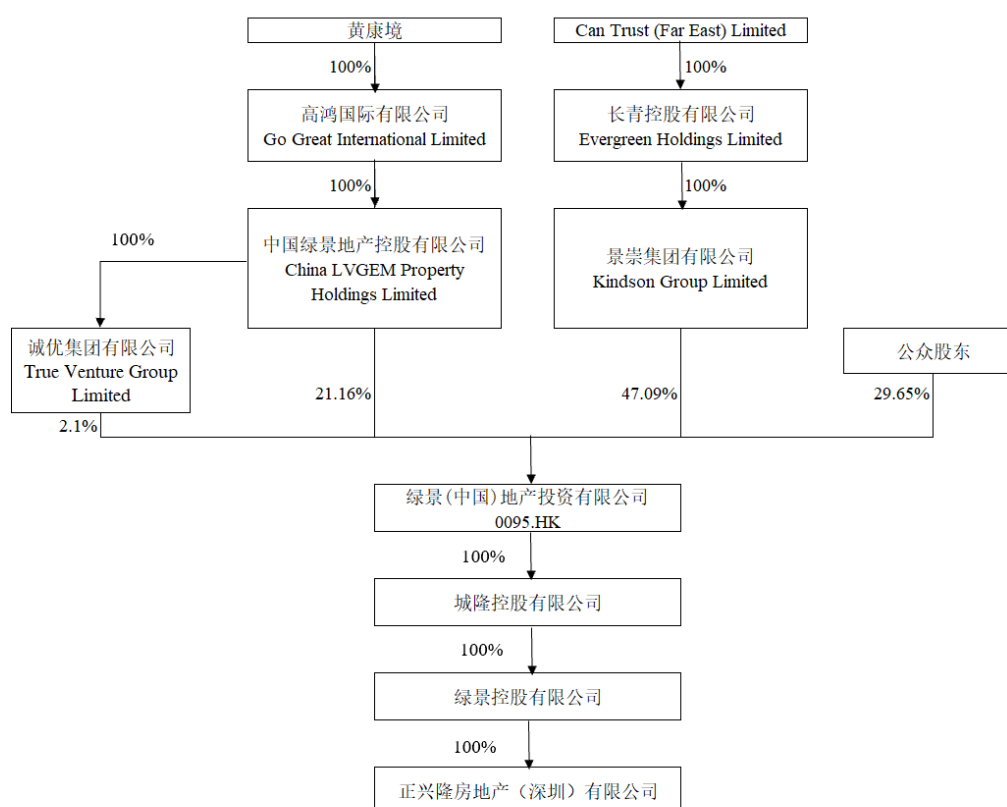 黄康境
Can Trust (Far East) Limited
100%
100%
高鸿国际有限公司
Go Great International Limited
长青控股有限公司
Evergreen Holdings Limited
100%
100%
100%
中国绿景地产控股有限公司
China LVGEM Property
Holdings Limited
景崇集团有限公司
Kindson Group Limited
诚优集团有限公司
True Venture Group
Limited
公众股东
2.1%
21.16%
47.09%
29.65%
绿景(中国)地产投资有限公司
0095.HK
100%
城隆控股有限公司
100%
绿景控股有限公司
100%
正兴隆房地产（深圳）有限公司